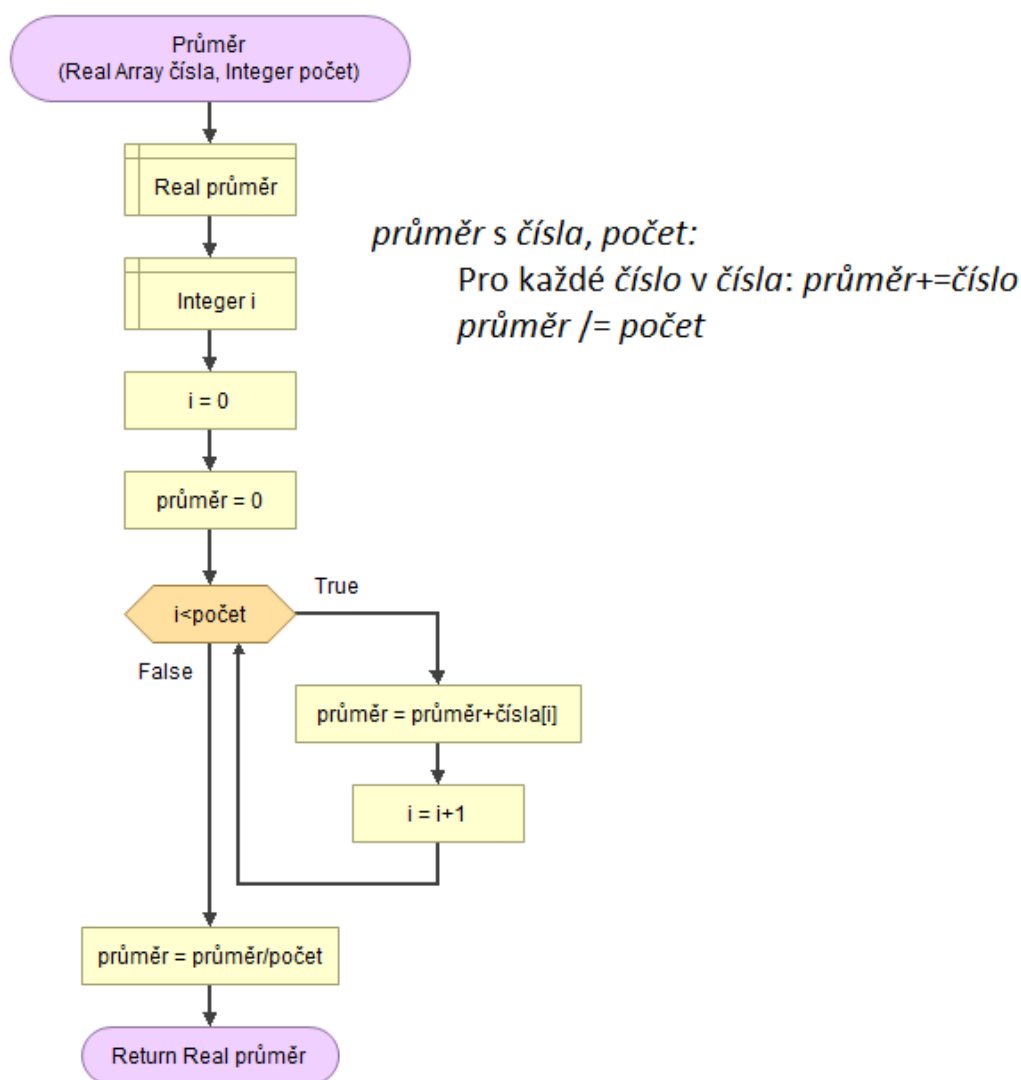 Průměr
(Real Array čísla, Integer počet)
Real průměr
průměr s čísla, počet:
Pro každé číslo v čísla: průměr+=číslo
průměr /= počet
Integer i
i = 0
průměr = 0
i<počet
True
False
průměr = průměr+čísla[i]
i = i+1
průměr = průměr/počet
Return Real průměr